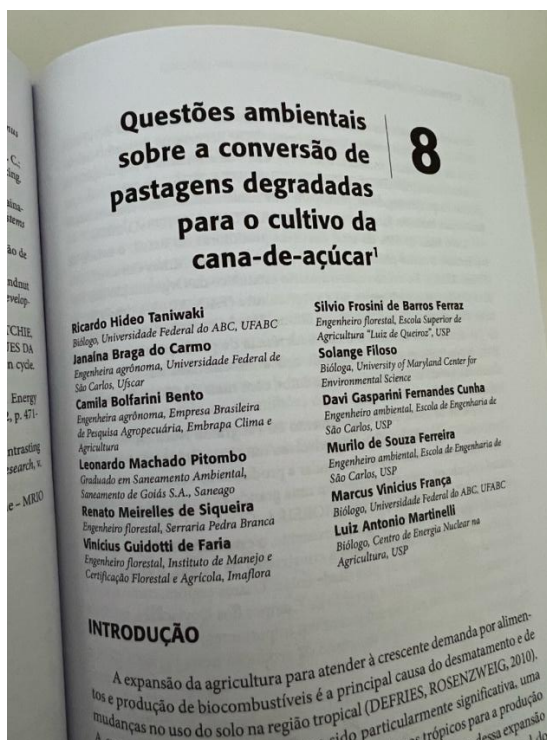 Questões ambientais
sobre a conversão de
pastagens degradadas
para o cultivo da
cana-de-açúcar¹
8
Ricardo Hideo Taniwaki
Biólogo, Universidade Federal do ABC, UFABC
Janaína Braga do Carmo
Engenheira agrônoma, Universidade Federal de
São Carlos, Ufscar
Camila Bolfarini Bento
Engenheira agrônoma, Empresa Brasileira
de Pesquisa Agropecuária, Embrapa Clima e
Agricultura
Leonardo Machado Pitombo
Graduado em Saneamento Ambiental,
Saneamento de Goiás S.A., Saneago
Renato Meirelles de Siqueira
Engenheiro florestal, Serraria Pedra Branca
Vinícius Guidotti de Faria
Engenheiro florestal, Instituto de Manejo e
Certificação Florestal e Agrícola, Imaflora
Silvio Frosini de Barros Ferraz
Engenheiro florestal, Escola Superior de
Agricultura "Luiz de Queiroz", USP
Solange Filoso
Bióloga, University of Maryland Center for
Environmental Science
Davi Gasparini Fernandes Cunha
Engenheiro ambiental, Escola de Engenharia de
São Carlos, USP
Murilo de Souza Ferreira
Engenheiro ambiental, Escola de Engenharia de
São Carlos, USP
Marcus Vinicius França
Biólogo, Universidade Federal do ABC, UFABC
Luiz Antonio Martinelli
Biólogo, Centro de Energia Nuclear na
Agricultura, USP
INTRODUÇÃO
A expansão da agricultura para atender à crescente demanda por alimen-
tos e produção de biocombustíveis é a principal causa do desmatamento e de
mudanças no uso do solo na região tropical (DEFRIES, ROSENZWEIG, 2010).
particularmente significativa, uma
trópicos para a produção
dessa expansão